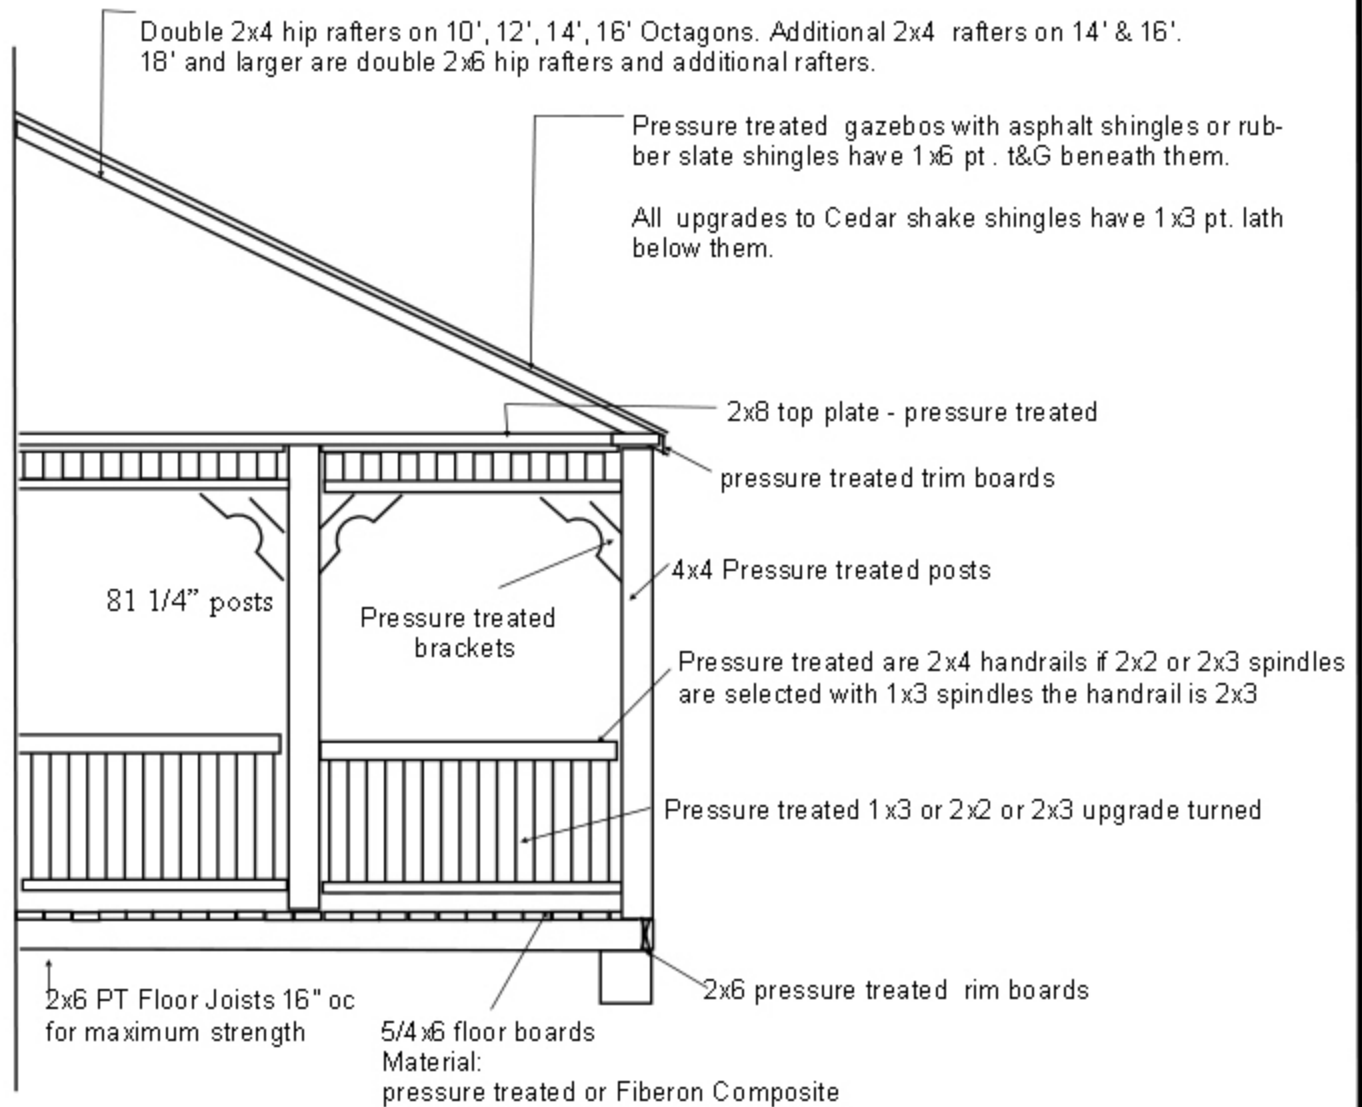 Double 2x4 hip rafters on 10', 12', 14', 16' Octagons. Additional 2x4 rafters on 14' & 16'.
18' and larger are double 2x6 hip rafters and additional rafters.
Pressure treated gazebos with asphalt shingles or rub-
ber slate shingles have 1x6 pt . t&G beneath them.
All upgrades to Cedar shake shingles have 1x3 pt. lath
below them.
2x8 top plate - pressure treated
pressure treated trim boards
4x4 Pressure treated posts
81 1/4” posts
Pressure treated
brackets
Pressure treated are 2x4 handrails if 2x2 or 2x3 spindles
are selected with 1x3 spindles the handrail is 2x3
Pressure treated 1x3 or 2x2 or 2x3 upgrade turned
2x6 pressure treated rim boards
2x6 PT Floor Joists 16" oc
for maximum strength
5/4x6 floor boards
Material:
pressure treated or Fiberon Composite